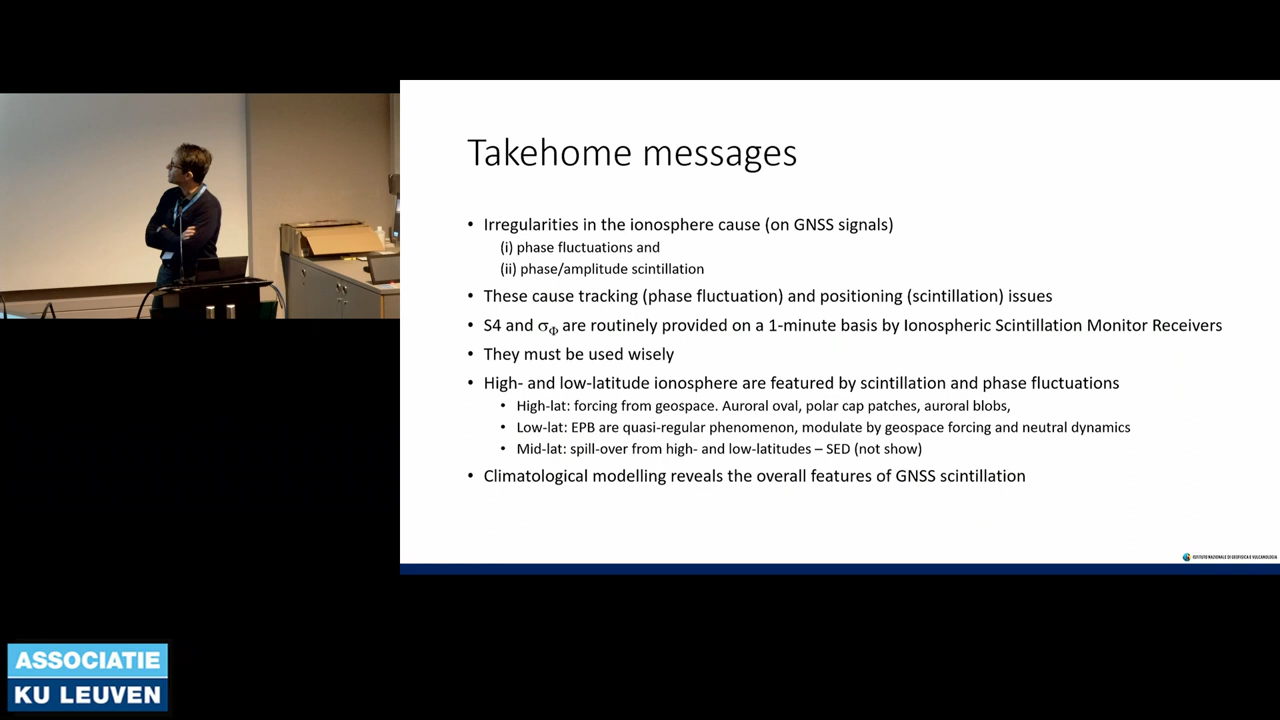 Takehome messages
• Irregularities in the ionosphere cause (on GNSS signals)
(i) phase fluctuations and
(ii) phase/amplitude scintillation
• These cause tracking (phase fluctuation) and positioning (scintillation) issues
• S4 and σΦ are routinely provided on a 1-minute basis by Ionospheric Scintillation Monitor Receivers
• They must be used wisely
• High- and low-latitude ionosphere are featured by scintillation and phase fluctuations
• High-lat: forcing from geospace. Auroral oval, polar cap patches, auroral blobs,
• Low-lat: EPB are quasi-regular phenomenon, modulate by geospace forcing and neutral dynamics
• Mid-lat: spill-over from high- and low-latitudes – SED (not show)
• Climatological modelling reveals the overall features of GNSS scintillation
ISTITUTO NAZIONALE DI GEOFISICA E VULCANOLOGIA
ASSOCIATIE
KU LEUVEN